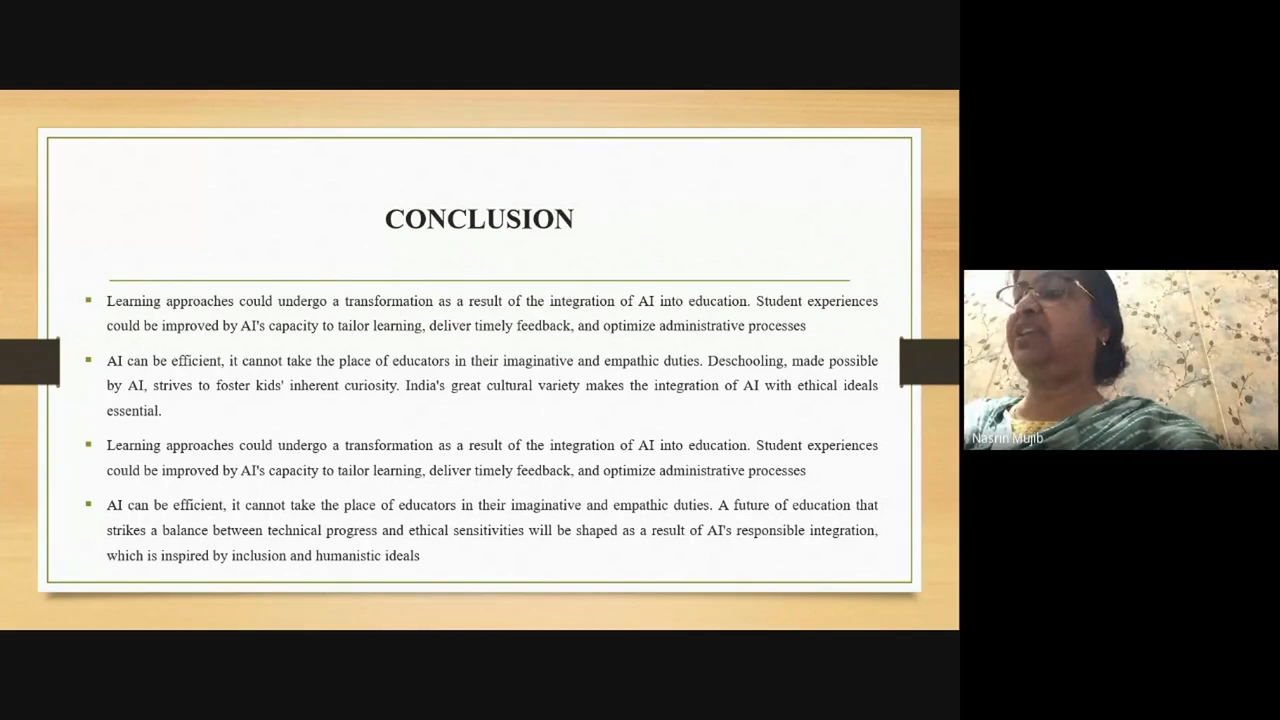 CONCLUSION
Learning approaches could undergo a transformation as a result of the integration of AI into education. Student experiences
could be improved by AI's capacity to tailor learning, deliver timely feedback, and optimize administrative processes
AI can be efficient, it cannot take the place of educators in their imaginative and empathic duties. Deschooling, made possible
by AI, strives to foster kids' inherent curiosity. India's great cultural variety makes the integration of AI with ethical ideals
essential.
Learning approaches could undergo a transformation as a result of the integration of AI into education. Student experiences
could be improved by AI's capacity to tailor learning, deliver timely feedback, and optimize administrative processes
AI can be efficient, it cannot take the place of educators in their imaginative and empathic duties. A future of education that
strikes a balance between technical progress and ethical sensitivities will be shaped as a result of AI's responsible integration,
which is inspired by inclusion and humanistic ideals
Nasrin Mujib